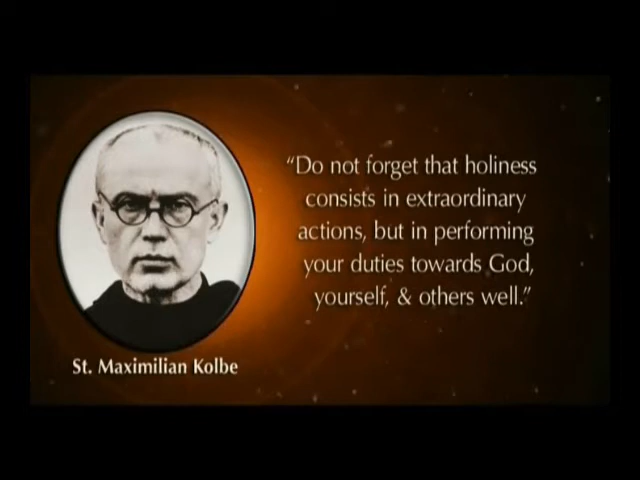 “Do not forget that holiness
consists in extraordinary
actions, but in performing
your duties towards God,
yourself, & others well.”
St. Maximilian Kolbe